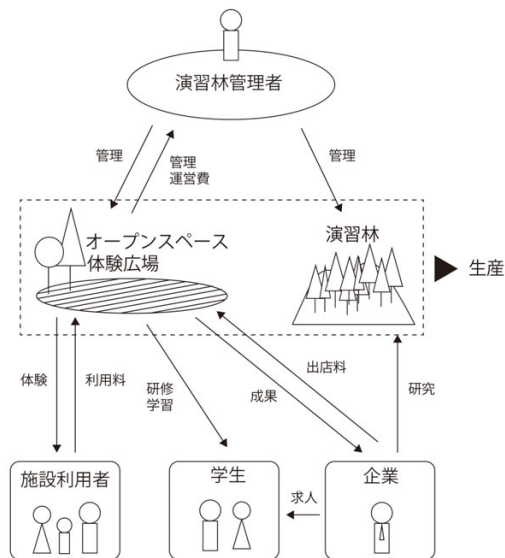 演習林管理者
管理
管理
運営費
管理
オープンスペース
体験広場
演習林
生産
体験
利用料
研修
学習
成果
出店料
研究
施設利用者
学生
求人
企業